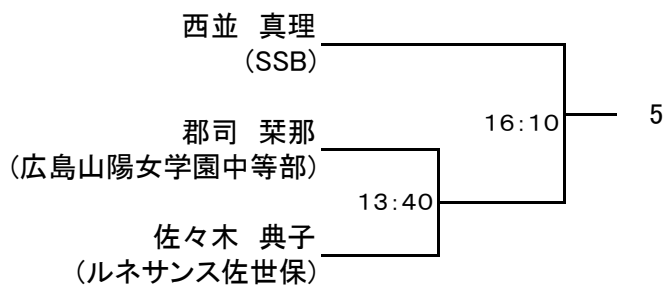 西並　真理
(SSB)
16:10
5
郡司　栞那
(広島山陽女学園中等部)
13:40
佐々木　典子
(ルネサンス佐世保)